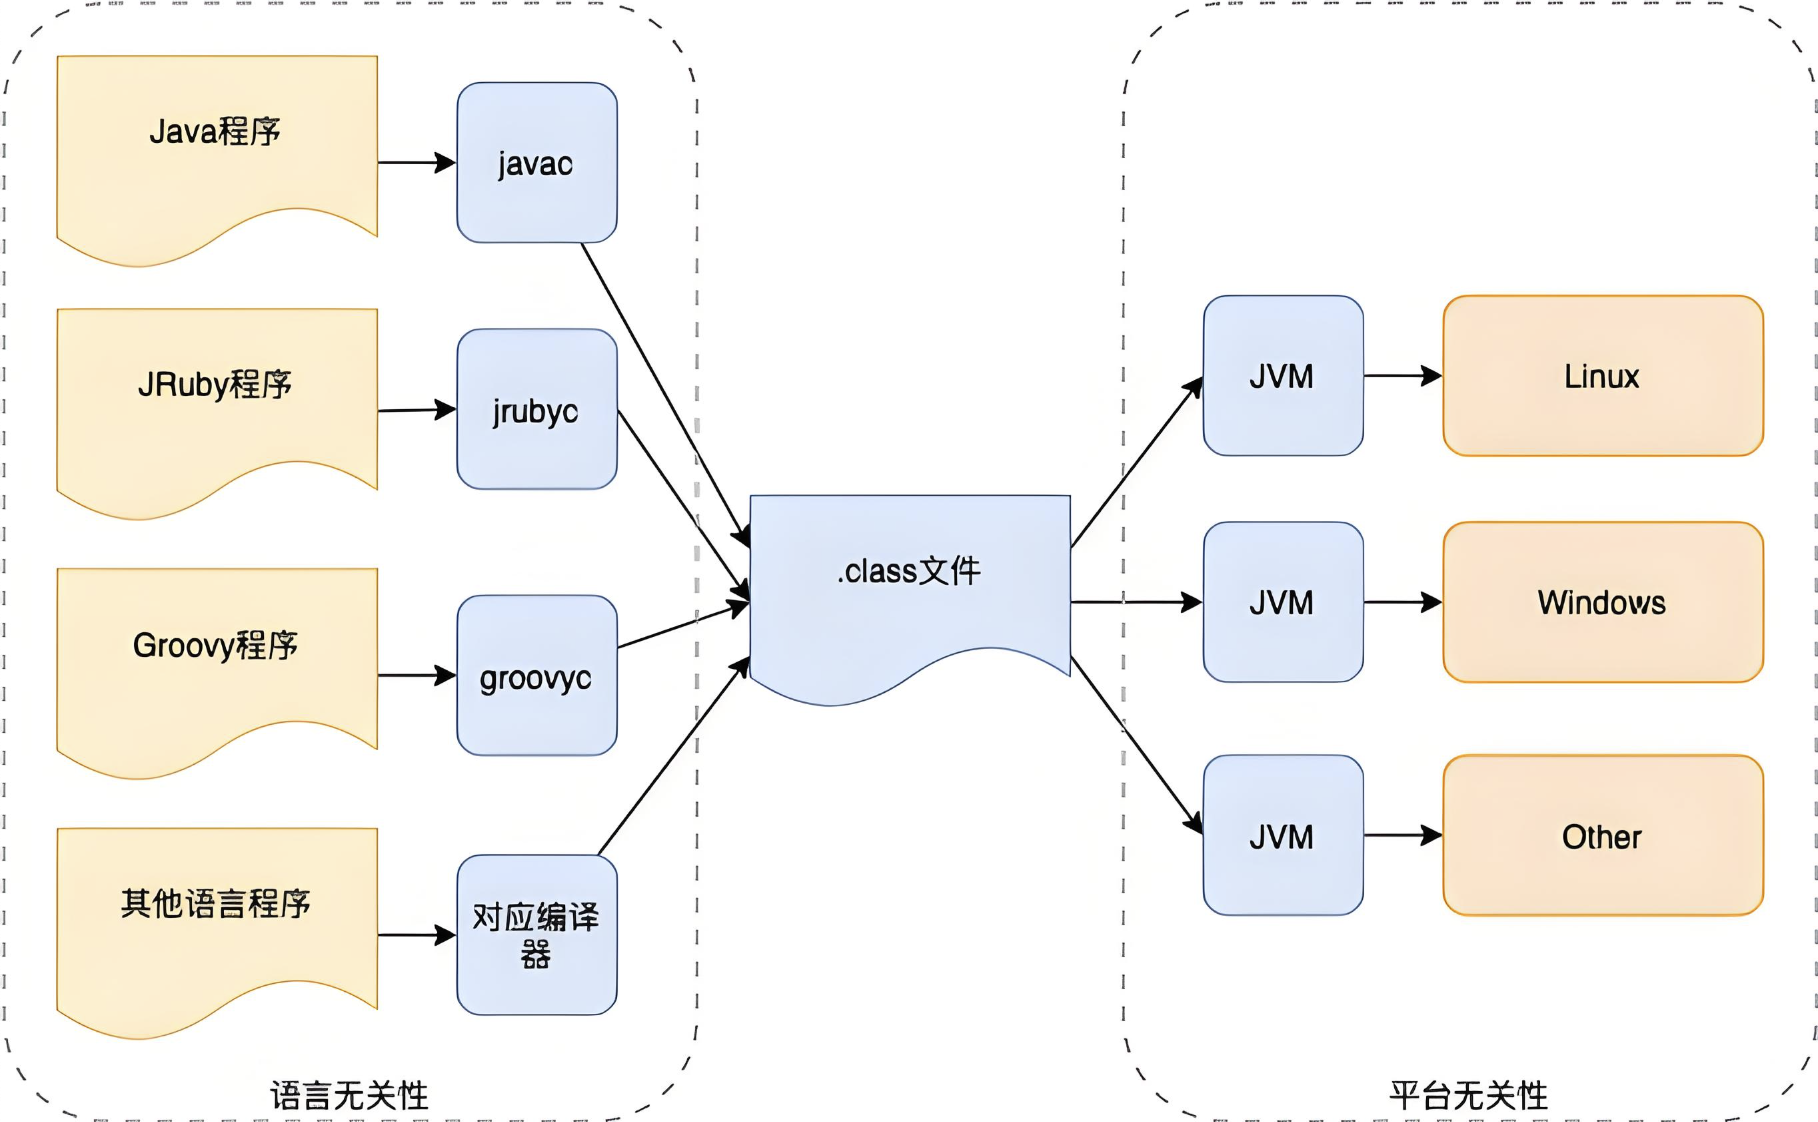 Java程序
javac
JRuby程序
jrubyc
Groovy程序
groovyc
其他语言程序
对应编译
器
语言无关性
.class文件
JVM
Linux
JVM
Windows
JVM
Other
平台无关性